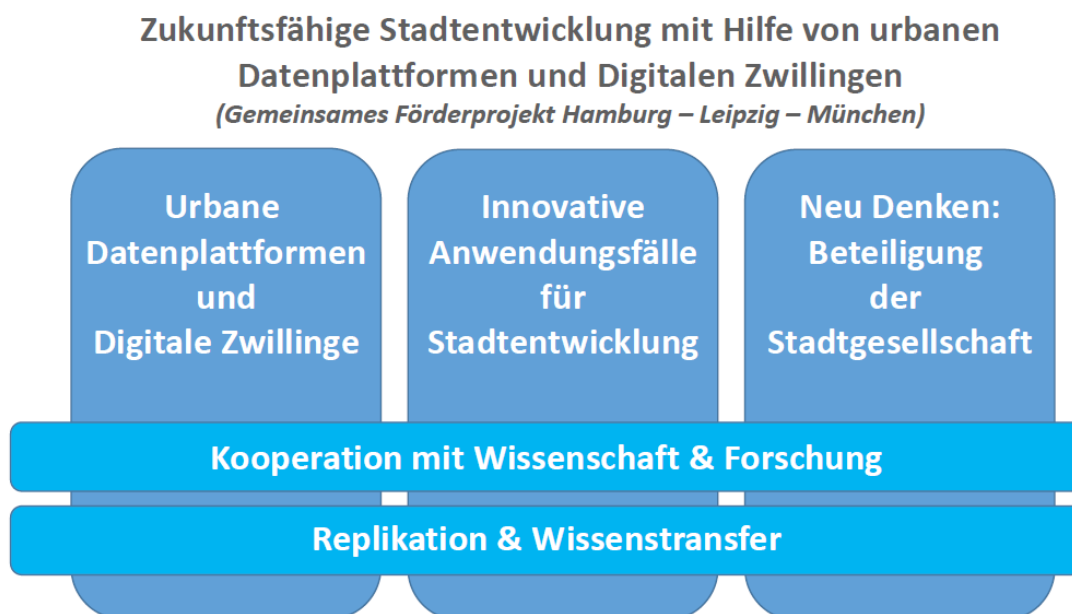 Zukunftsfähige Stadtentwicklung mit Hilfe von urbanen
Datenplattformen und Digitalen Zwillingen
(Gemeinsames Förderprojekt Hamburg – Leipzig – München)
Urbane
Datenplattformen
und
Digitale Zwillinge
Innovative
Anwendungsfälle
für
Stadtentwicklung
Neu Denken:
Beteiligung
der
Stadtgesellschaft
Kooperation mit Wissenschaft & Forschung
Replikation & Wissenstransfer